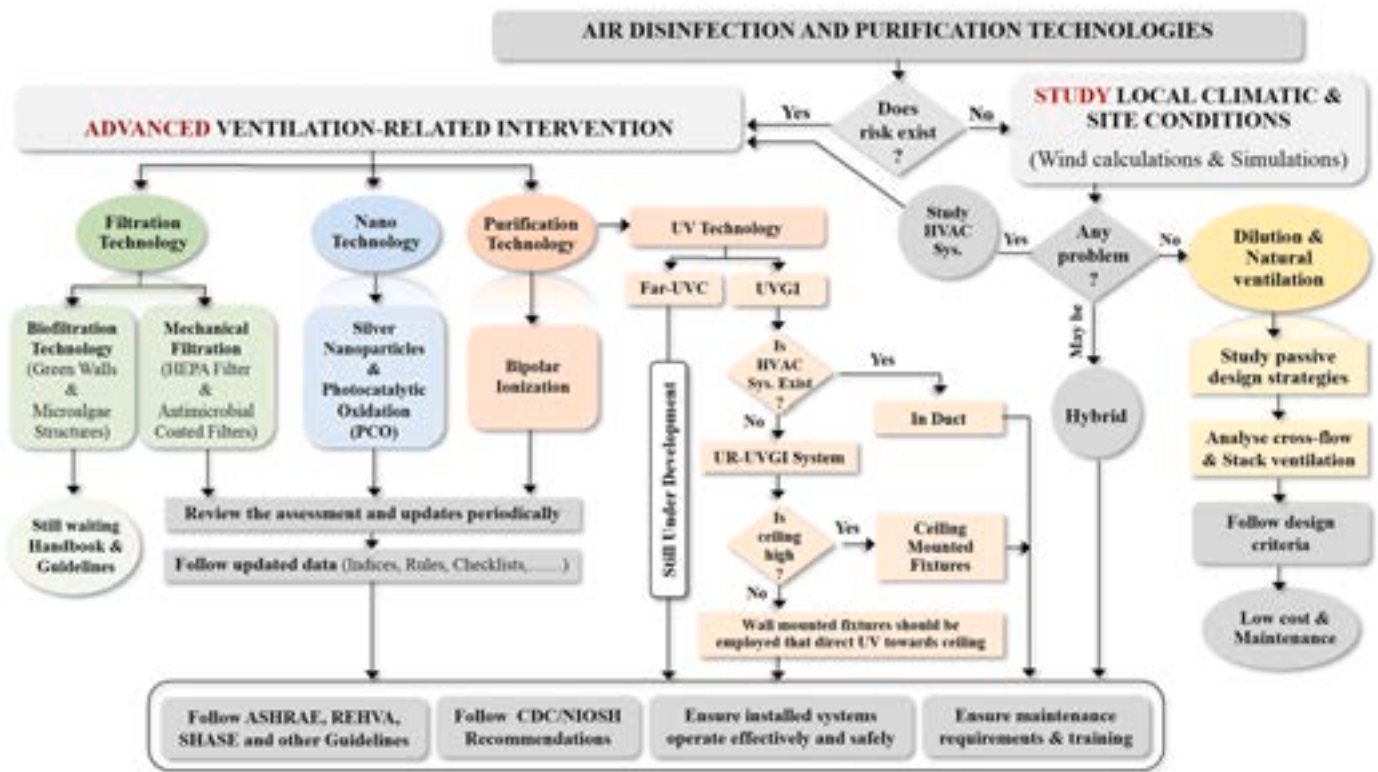 AIR DISINFECTION AND PURIFICATION TECHNOLOGIES
Does
risk exist
?
Yes
No
ADVANCED VENTILATION-RELATED INTERVENTION
STUDY LOCAL CLIMATIC &
SITE CONDITIONS
(Wind calculations & Simulations)
Filtration
Technology
Nano
Technology
Purification
Technology
UV Technology
Study
HVAC
Sys.
Yes
Any
problem
?
No
May be
Dilution &
Natural
ventilation
Far-UVC
UVGI
Biofiltration
Technology
(Green Walls
&
Microalgae
Structures)
Mechanical
Filtration
(HEPA Filter
&
Antimicrobial
Coated Filters)
Silver
Nanoparticles
&
Photocatalytic
Oxidation
(PCO)
Bipolar
Ionization
Still Under Development
Is
HVAC
Sys. Exist
?
Yes
No
In Duct
Hybrid
Study passive
design strategies
UR-UVGI System
Analyse cross-flow
& Stack ventilation
Still waiting
Handbook &
Guidelines
Review the assessment and updates periodically
Follow updated data (Indices, Rules, Checklists,.......)
Is
ceiling
high
?
Yes
No
Ceiling
Mounted
Fixtures
Follow design
criteria
Wall mounted fixtures should be
employed that direct UV towards ceiling
Low cost &
Maintenance
Follow ASHRAE, REHVA,
SHASE and other Guidelines
Follow CDC/NIOSH
Recommendations
Ensure installed systems
operate effectively and safely
Ensure maintenance
requirements & training